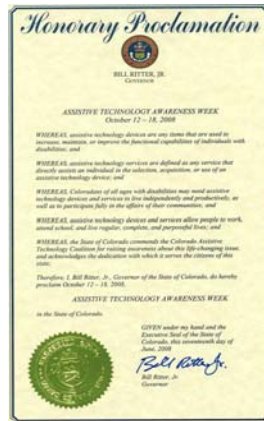 Honorary Proclamation
BILL RITTER, JR.
GOVERNOR
ASSISTIVE TECHNOLOGY AWARENESS WEEK
October 12 – 18, 2008
WHEREAS, assistive technology devices are any items that are used to
increase, maintain, or improve the functional capabilities of individuals with
disabilities; and
WHEREAS, assistive technology services are defined as any service that
directly assists an individual in the selection, acquisition, or use of an
assistive technology device; and
WHEREAS, Coloradans of all ages with disabilities may need assistive
technology devices and services to live independently and productively, as
well as to participate fully in the affairs of their communities; and
WHEREAS, assistive technology devices and services allow people to work,
attend school, and live regular, complete, and purposeful lives; and
WHEREAS, the State of Colorado commends the Colorado Assistive
Technology Coalition for raising awareness about this life-changing issue,
and acknowledges the dedication with which it serves the citizens of this
state;
Therefore, I, Bill Ritter, Jr., Governor of the State of Colorado, do hereby
proclaim October 12 – 18, 2008,
ASSISTIVE TECHNOLOGY AWARENESS WEEK
in the State of Colorado.
GIVEN under my hand and the
Executive Seal of the State of
Colorado, this seventeenth day of
June, 2008
Bill Ritter, Jr.
Bill Ritter, Jr.
Governor